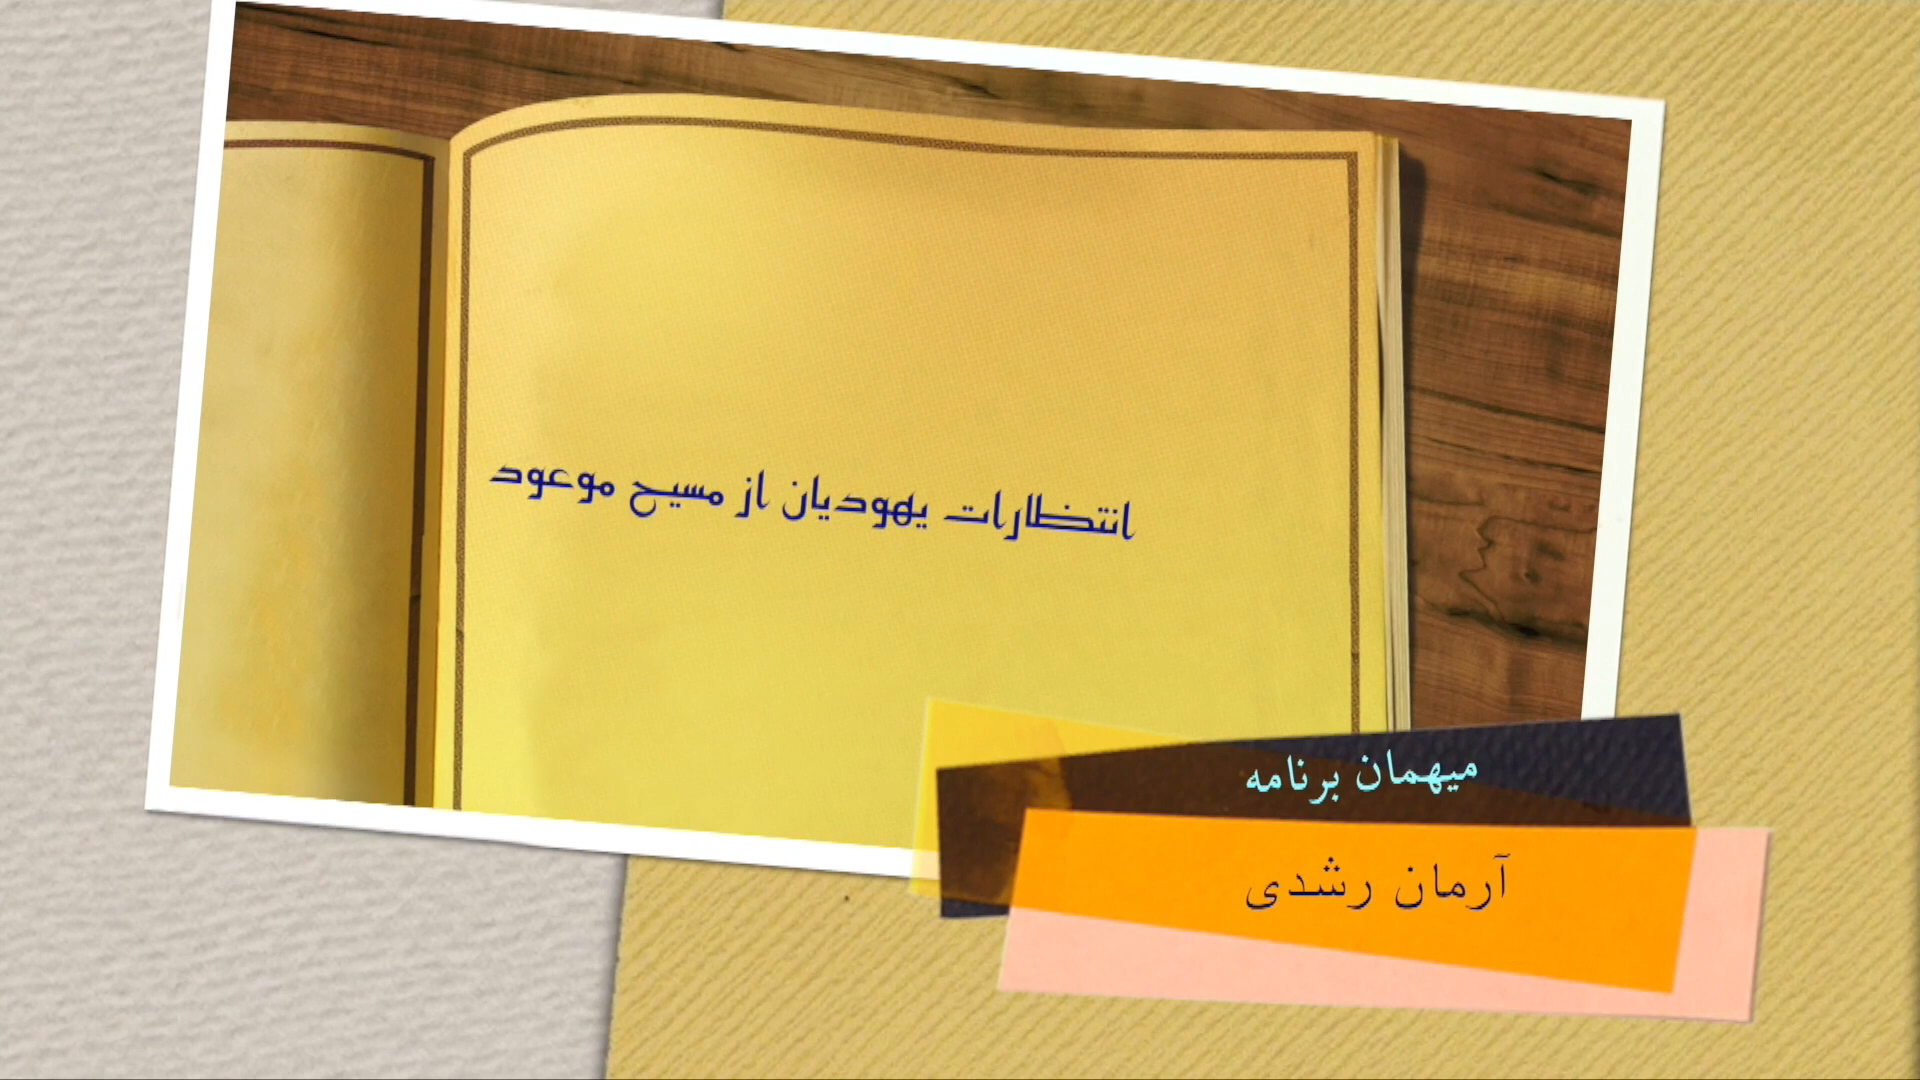 انتظارات یهودیان از مسیح موعود
میهمان برنامه
آرمان رشدی